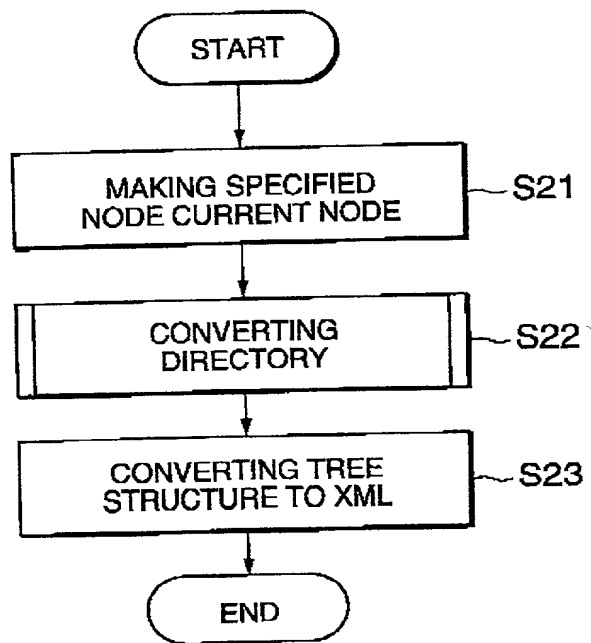 START
MAKING SPECIFIED
NODE CURRENT NODE
S21
CONVERTING
DIRECTORY
S22
CONVERTING TREE
STRUCTURE TO XML
S23
END